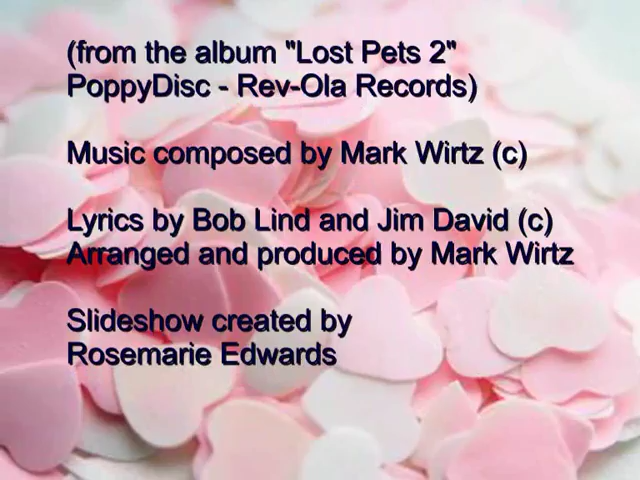 (from the album "Lost Pets 2"
PoppyDisc - Rev-Ola Records)
Music composed by Mark Wirtz (c)
Lyrics by Bob Lind and Jim David (c)
Arranged and produced by Mark Wirtz
Slideshow created by
Rosemarie Edwards